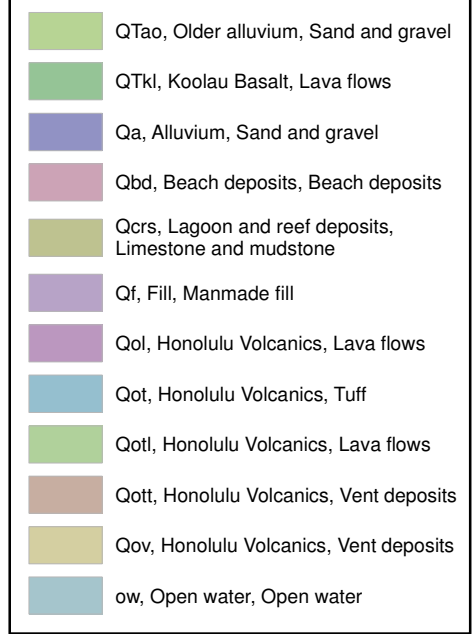 QTao, Older alluvium, Sand and gravel
QTkl, Koolau Basalt, Lava flows
Qa, Alluvium, Sand and gravel
Qbd, Beach deposits, Beach deposits
Qcrs, Lagoon and reef deposits,
Limestone and mudstone
Qf, Fill, Manmade fill
Qol, Honolulu Volcanics, Lava flows
Qot, Honolulu Volcanics, Tuff
Qotl, Honolulu Volcanics, Lava flows
Qott, Honolulu Volcanics, Vent deposits
Qov, Honolulu Volcanics, Vent deposits
ow, Open water, Open water